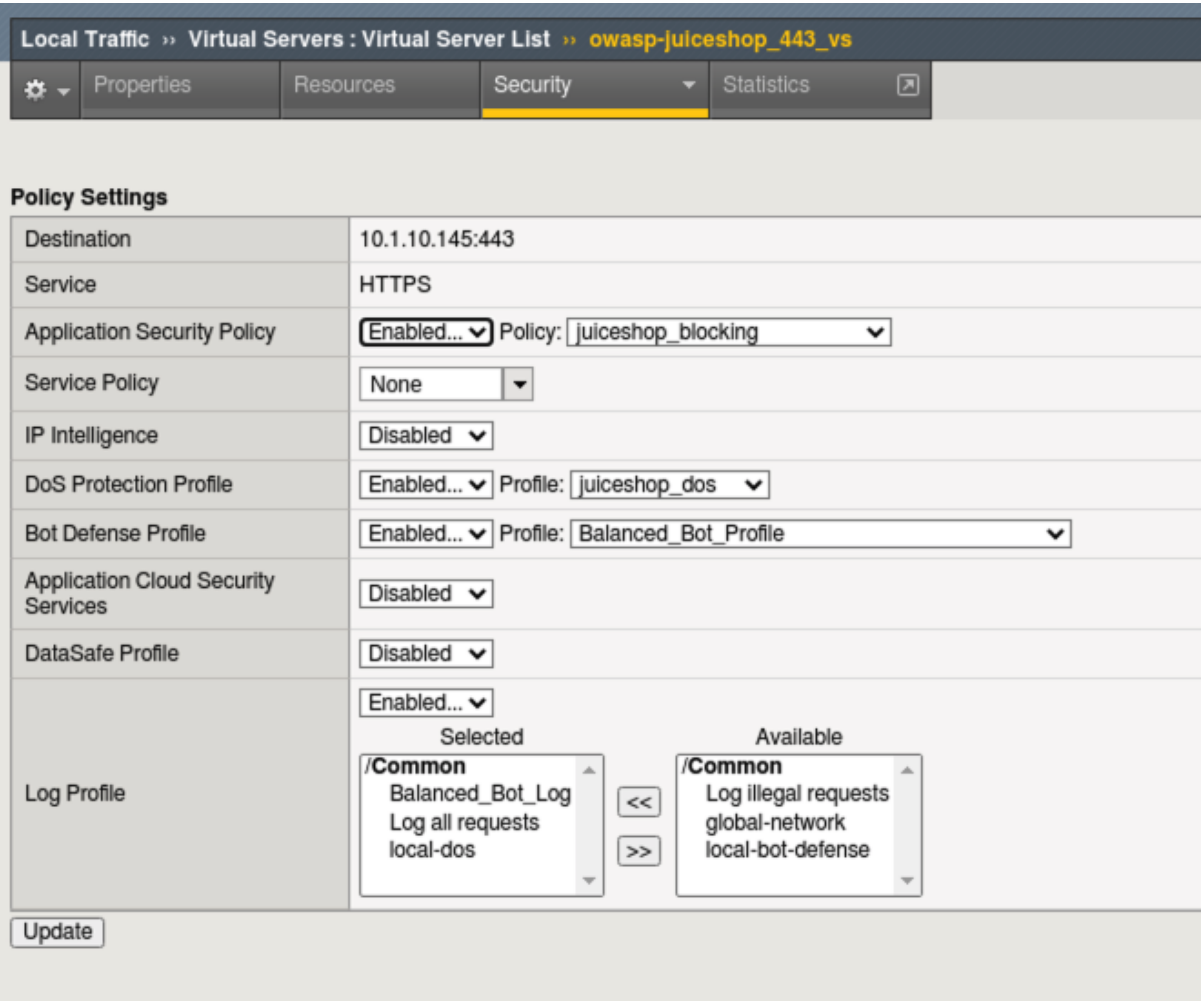 Local Traffic ›› Virtual Servers : Virtual Server List ›› owasp-juiceshop_443_vs
Properties Resources Security Statistics
Policy Settings
Destination 10.1.10.145:443
Service HTTPS
Application Security Policy Enabled... Policy: juiceshop_blocking
Service Policy None
IP Intelligence Disabled
DoS Protection Profile Enabled... Profile: juiceshop_dos
Bot Defense Profile Enabled... Profile: Balanced_Bot_Profile
Application Cloud Security
Services Disabled
DataSafe Profile Disabled
Log Profile Enabled...
Selected Available
/Common /Common
Balanced_Bot_Log << Log illegal requests
Log all requests global-network
local-dos >> local-bot-defense
Update